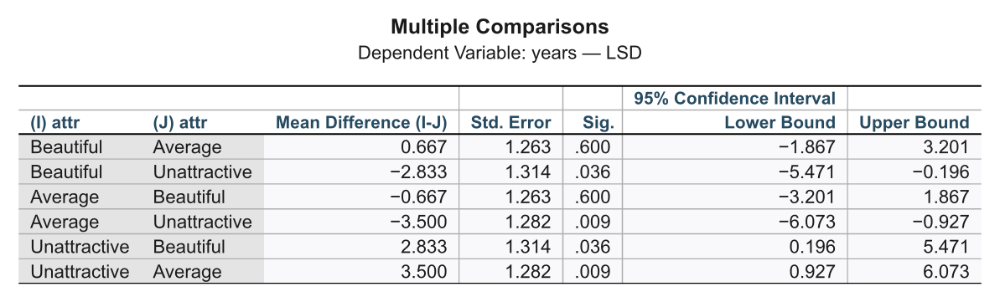 Multiple Comparisons
Dependent Variable: years — LSD
95% Confidence Interval
(I) attr (J) attr Mean Difference (I-J) Std. Error Sig. Lower Bound Upper Bound
Beautiful Average 0.667 1.263 .600 −1.867 3.201
Beautiful Unattractive −2.833 1.314 .036 −5.471 −0.196
Average Beautiful −0.667 1.263 .600 −3.201 1.867
Average Unattractive −3.500 1.282 .009 −6.073 −0.927
Unattractive Beautiful 2.833 1.314 .036 0.196 5.471
Unattractive Average 3.500 1.282 .009 0.927 6.073